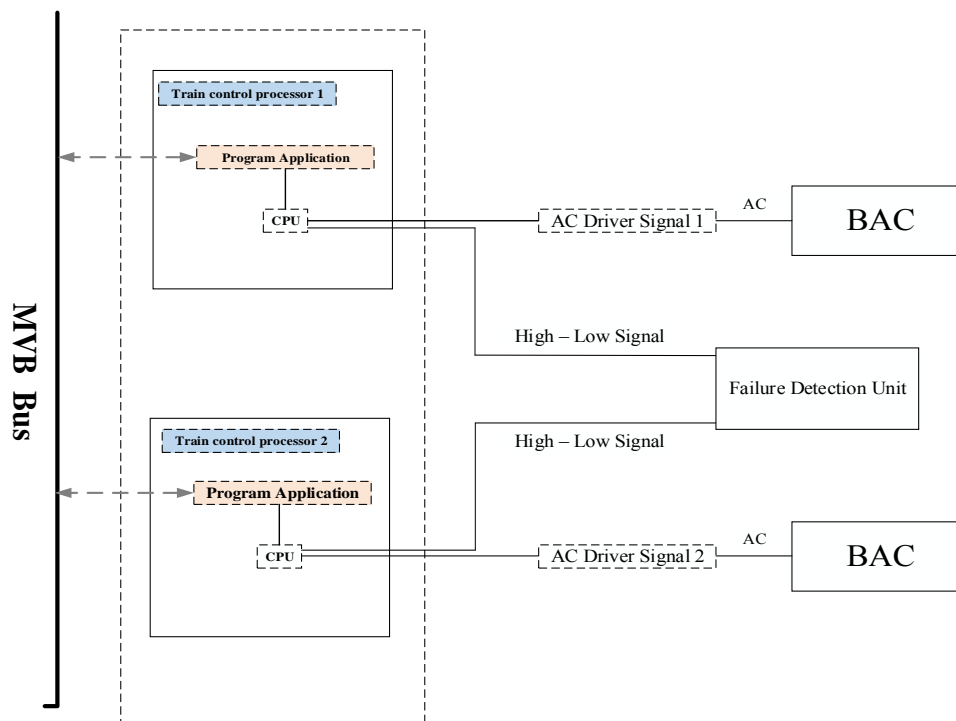 MVB Bus
Train control processor 1
Program Application
CPU
AC Driver Signal 1
AC
BAC
High – Low Signal
Failure Detection Unit
High – Low Signal
Train control processor 2
Program Application
CPU
AC Driver Signal 2
AC
BAC